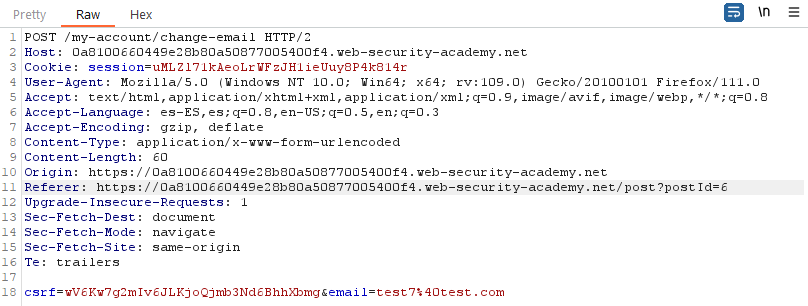 Pretty Raw Hex \n
1 POST /my-account/change-email HTTP/2
2 Host: 0a8100660449e28b80a50877005400f4.web-security-academy.net
3 Cookie: session=uMLZ171kAeoLrWFzJH1ieUuy8P4k814r
4 User-Agent: Mozilla/5.0 (Windows NT 10.0; Win64; x64; rv:109.0) Gecko/20100101 Firefox/111.0
5 Accept: text/html,application/xhtml+xml,application/xml;q=0.9,image/avif,image/webp,*/*;q=0.8
6 Accept-Language: es-ES,es;q=0.8,en-US;q=0.5,en;q=0.3
7 Accept-Encoding: gzip, deflate
8 Content-Type: application/x-www-form-urlencoded
9 Content-Length: 60
10 Origin: https://0a8100660449e28b80a50877005400f4.web-security-academy.net
11 Referer: https://0a8100660449e28b80a50877005400f4.web-security-academy.net/post?postId=6
12 Upgrade-Insecure-Requests: 1
13 Sec-Fetch-Dest: document
14 Sec-Fetch-Mode: navigate
15 Sec-Fetch-Site: same-origin
16 Te: trailers
17
18 csrf=wV6Kw7g2mIv6JLKjoQjmb3Nd6BhhXbmg&email=test7%40test.com